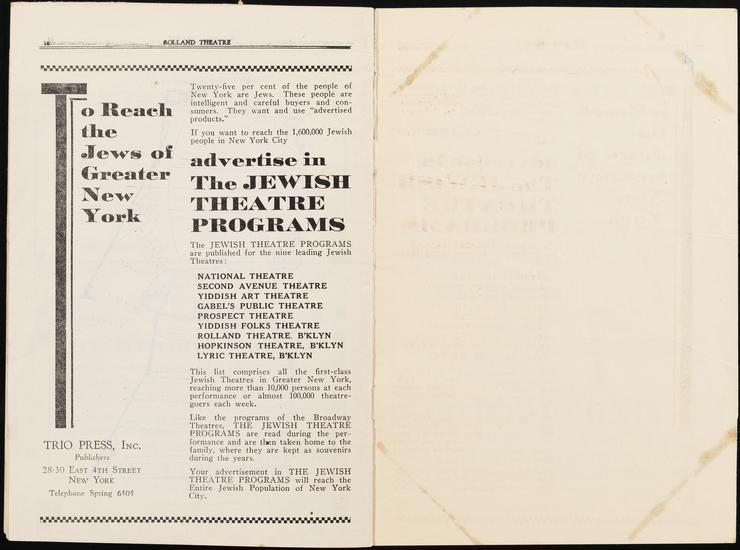 16
ROLLAND THEATRE
To Reach
the
Jews of
Greater
New
York
TRIO PRESS, INC.
Publishers
28-30 EAST 4TH STREET
NEW YORK
Telephone Spring 6505
Twenty-five per cent of the people of
New York are Jews. These people are
intelligent and careful buyers and con-
sumers. They want and use "advertised
products."
If you want to reach the 1,600,000 Jewish
people in New York City
advertise in
The JEWISH
THEATRE
PROGRAMS
The JEWISH THEATRE PROGRAMS
are published for the nine leading Jewish
Theatres:
NATIONAL THEATRE
SECOND AVENUE THEATRE
YIDDISH ART THEATRE
GABEL'S PUBLIC THEATRE
PROSPECT THEATRE
YIDDISH FOLKS THEATRE
ROLLAND THEATRE, B'KLYN
HOPKINSON THEATRE, B'KLYN
LYRIC THEATRE, B'KLYN
This list comprises all the first-class
Jewish Theatres in Greater New York,
reaching more than 10,000 persons at each
performance or almost 100,000 theatre-
goers each week.
Like the programs of the Broadway
Theatres, THE JEWISH THEATRE
PROGRAMS are read during the per-
formance and are then taken home to the
family, where they are kept as souvenirs
during the years.
Your advertisement in THE JEWISH
THEATRE PROGRAMS will reach the
Entire Jewish Population of New York
City.